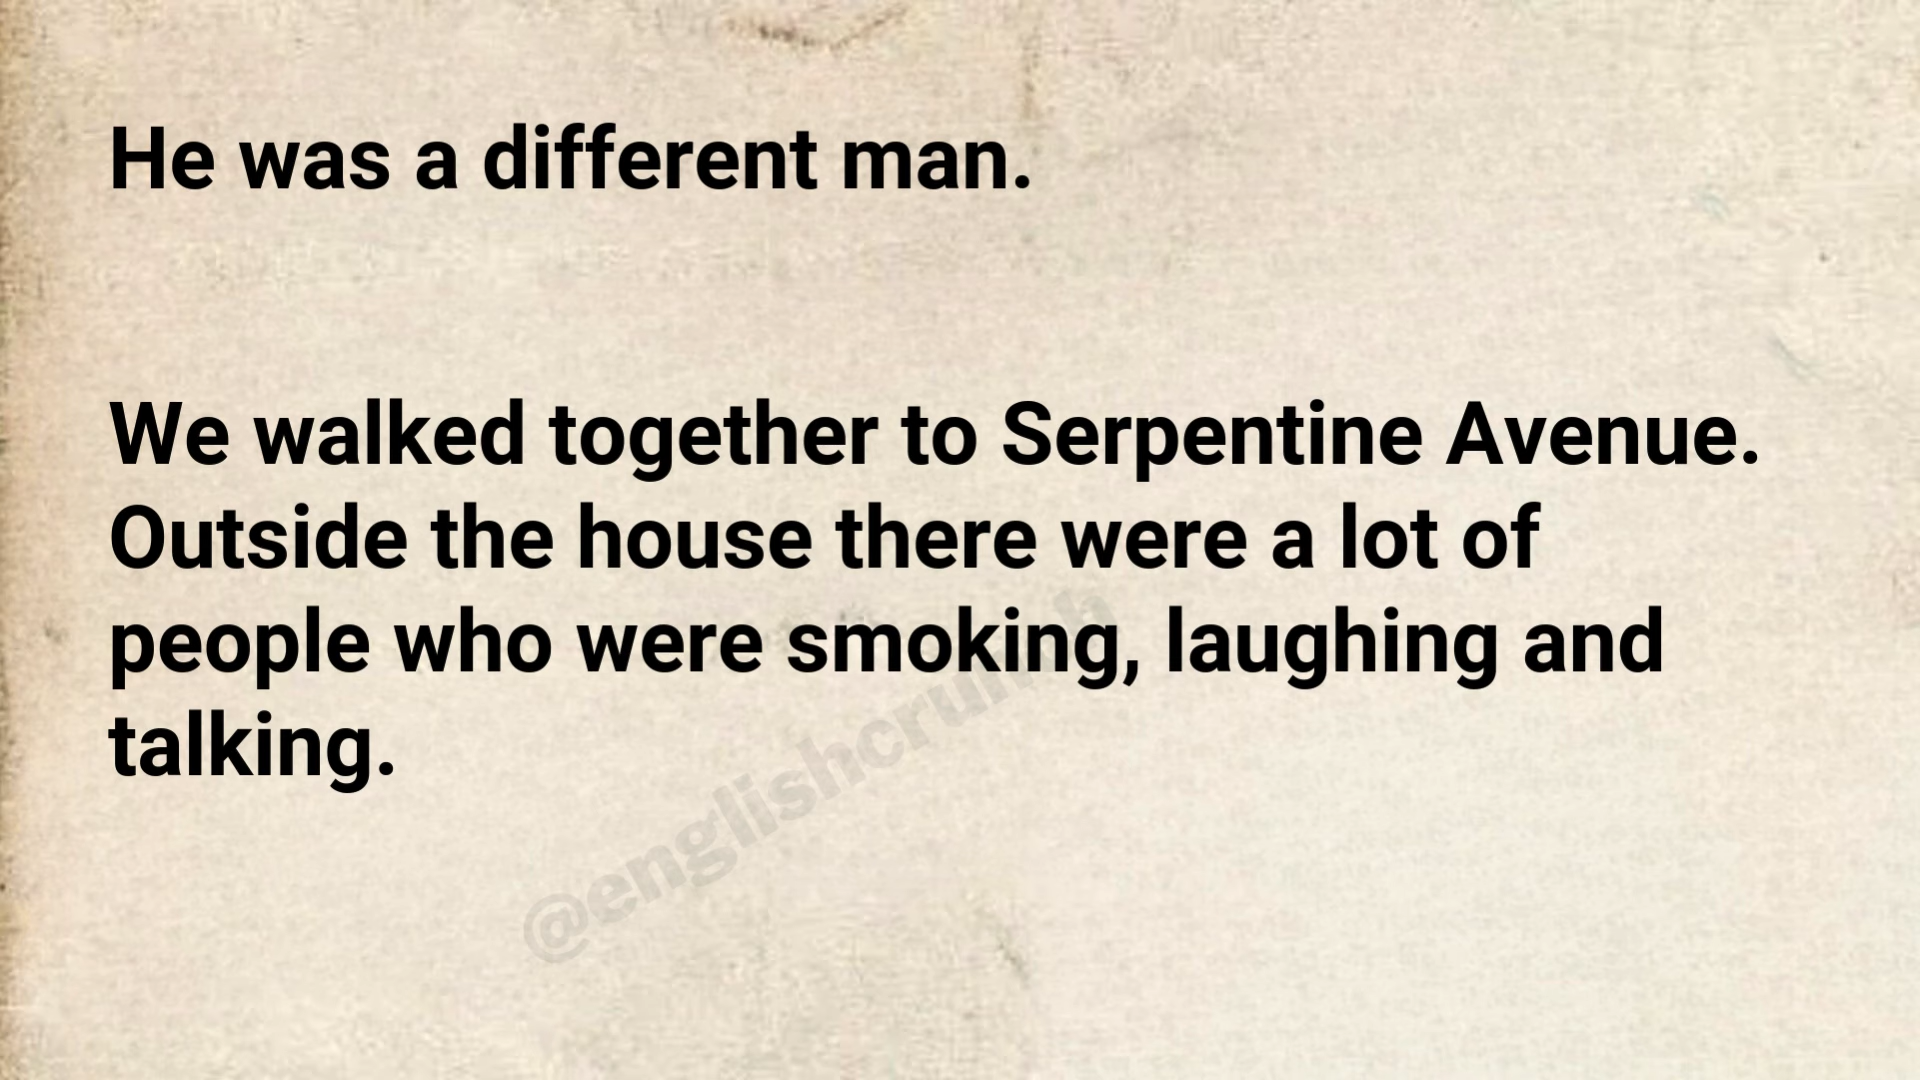 He was a different man.
We walked together to Serpentine Avenue.
Outside the house there were a lot of
people who were smoking, laughing and
talking.
@englishcrumb